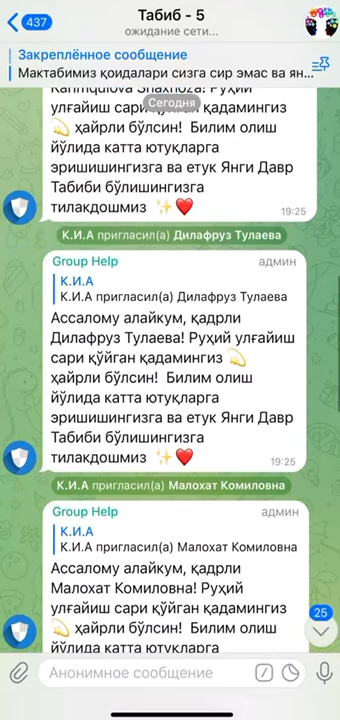 437
Табиб - 5
ожидание сети...
Закреплённое сообщение
Мактабимиз қоидалари сизга сир эмас ва ян...
Сегодня
улғайиш сари қўйган қадамингиз
💫 ҳайрли бўлсин! Билим олиш
йўлида катта ютуқларга
эришишингизга ва етук Янги Давр
Табиби бўлишингизга
тилакдошмиз ✨❤️
19:25
К.И.А пригласил(а) Дилафруз Тулаева
Group Help админ
К.И.А
К.И.А пригласил(а) Дилафруз Тулаева
Ассалому алайкум, қадрли
Дилафруз Тулаева! Руҳий улғайиш
сари қўйган қадамингиз 💫
ҳайрли бўлсин! Билим олиш
йўлида катта ютуқларга
эришишингизга ва етук Янги Давр
Табиби бўлишингизга
тилакдошмиз ✨❤️
19:25
К.И.А пригласил(а) Малохат Комиловна
Group Help админ
К.И.А
К.И.А пригласил(а) Малохат Комиловна
Ассалому алайкум, қадрли
Малохат Комиловна! Руҳий
улғайиш сари қўйган қадамингиз
💫 ҳайрли бўлсин! Билим олиш
йўлида катта ютуқларга
25
Анонимное сообщение